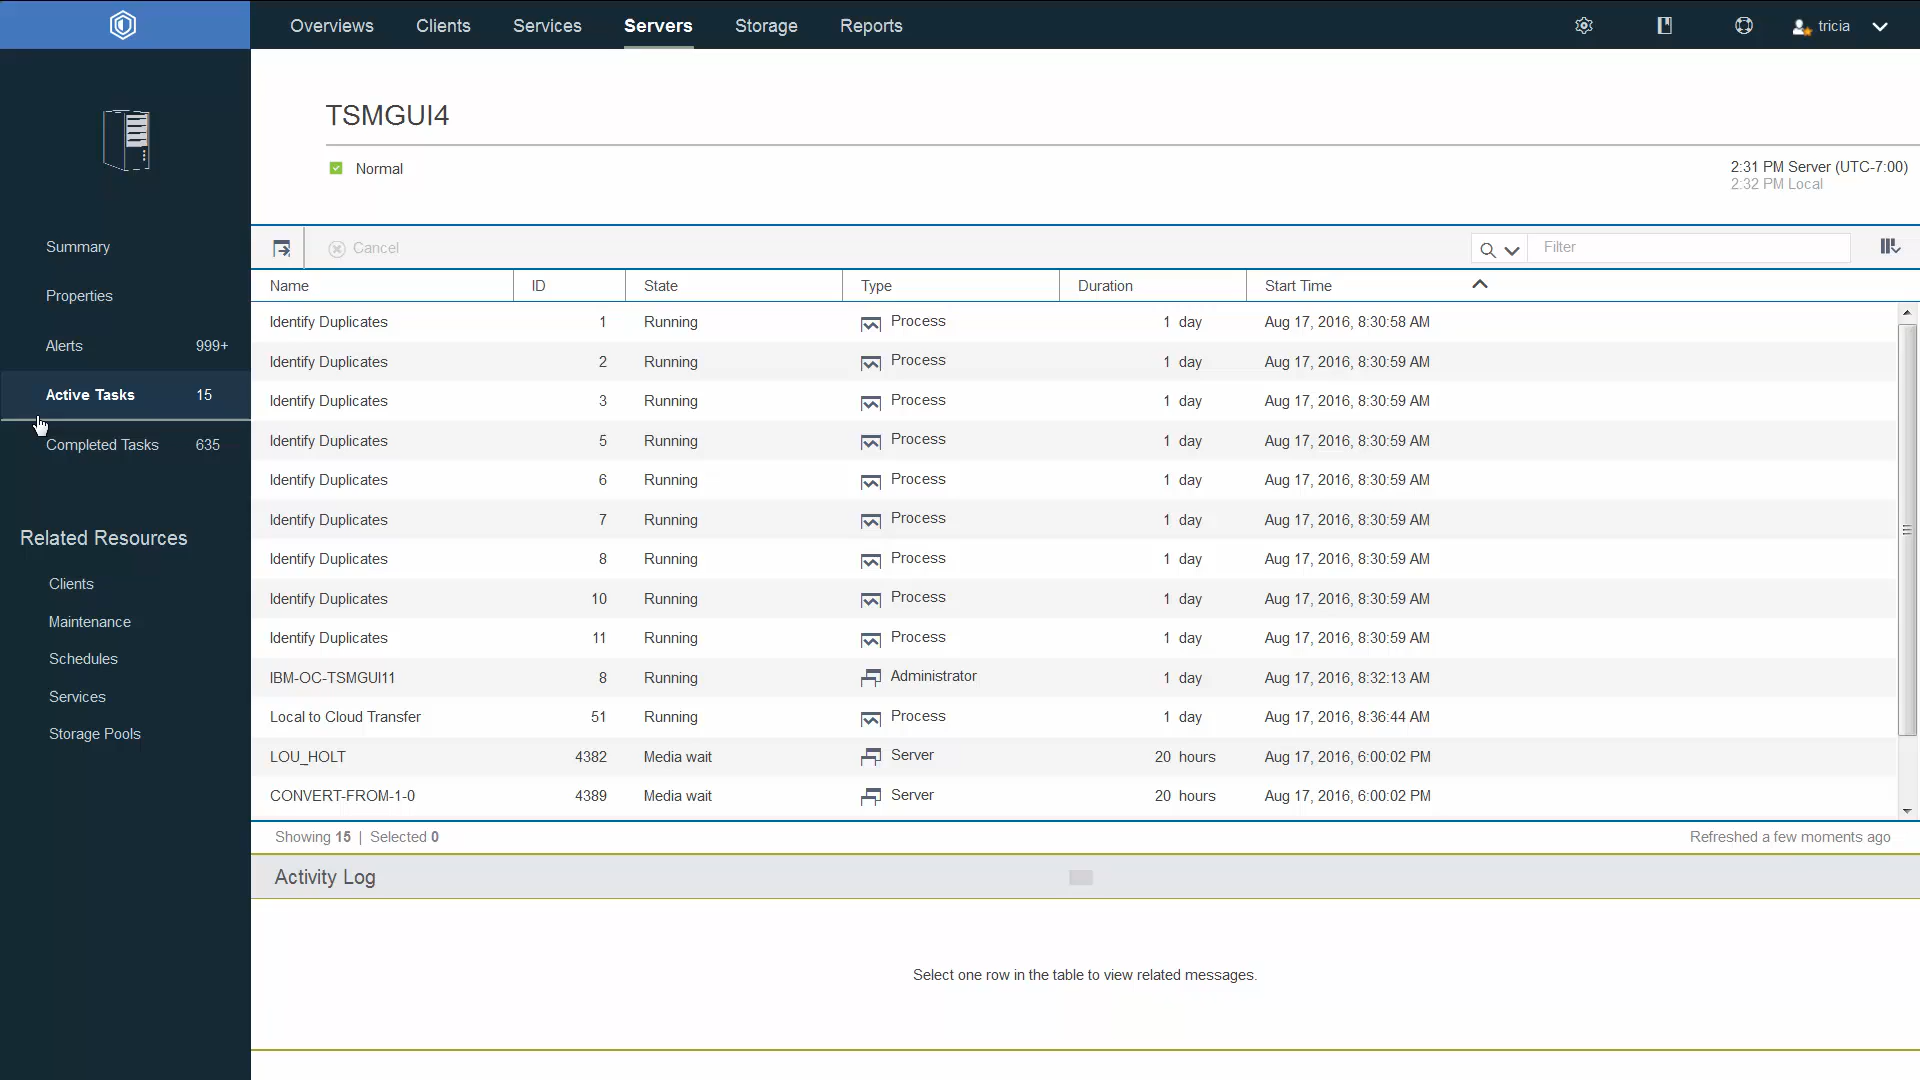 Overviews Clients Services Servers Storage Reports tricia
TSMGUI4
Normal
2:31 PM Server (UTC-7:00)
2:32 PM Local
Summary
Properties
Alerts 999+
Active Tasks 15
Completed Tasks 635
Related Resources
Clients
Maintenance
Schedules
Services
Storage Pools
Cancel Filter
Name ID State Type Duration Start Time
Identify Duplicates 1 Running Process 1 day Aug 17, 2016, 8:30:58 AM
Identify Duplicates 2 Running Process 1 day Aug 17, 2016, 8:30:59 AM
Identify Duplicates 3 Running Process 1 day Aug 17, 2016, 8:30:59 AM
Identify Duplicates 5 Running Process 1 day Aug 17, 2016, 8:30:59 AM
Identify Duplicates 6 Running Process 1 day Aug 17, 2016, 8:30:59 AM
Identify Duplicates 7 Running Process 1 day Aug 17, 2016, 8:30:59 AM
Identify Duplicates 8 Running Process 1 day Aug 17, 2016, 8:30:59 AM
Identify Duplicates 10 Running Process 1 day Aug 17, 2016, 8:30:59 AM
Identify Duplicates 11 Running Process 1 day Aug 17, 2016, 8:30:59 AM
IBM-OC-TSMGUI11 8 Running Administrator 1 day Aug 17, 2016, 8:32:13 AM
Local to Cloud Transfer 51 Running Process 1 day Aug 17, 2016, 8:36:44 AM
LOU_HOLT 4382 Media wait Server 20 hours Aug 17, 2016, 6:00:02 PM
CONVERT-FROM-1-0 4389 Media wait Server 20 hours Aug 17, 2016, 6:00:02 PM
Showing 15 | Selected 0 Refreshed a few moments ago
Activity Log
Select one row in the table to view related messages.